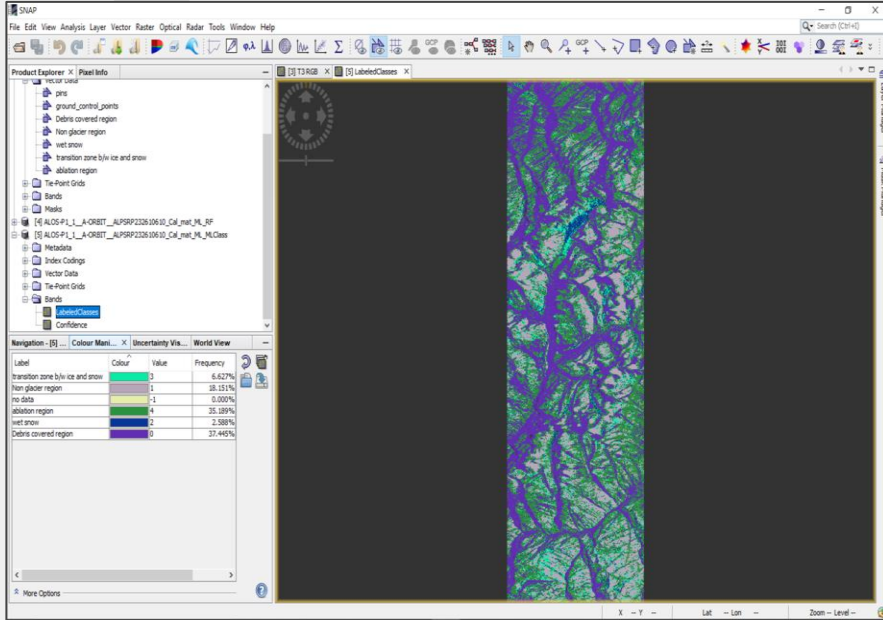 SNAP
File Edit View Analysis Layer Vector Raster Optical Radar Tools Window Help
Search (Ctrl+I)
Product Explorer X Pixel Info
[3] T3 RGB X [5] LabeledClasses X
Vector Data
pins
ground_control_points
Debris covered region
Non glacier region
wet snow
transition zone b/w ice and snow
ablation region
Tie-Point Grids
Bands
Masks
[4] ALOS-P1_1__A-ORBIT__ALPSRP232610610_Cal_mat_ML_RF
[5] ALOS-P1_1__A-ORBIT__ALPSRP232610610_Cal_mat_ML_MLClass
Metadata
Index Codings
Vector Data
Tie-Point Grids
Bands
LabeledClasses
Confidence
Navigation - [5] ... Colour Mani... X Uncertainty Vis... World View
Label Colour Value Frequency
transition zone b/w ice and snow 3 6.627%
Non glacier region 1 18.151%
no data -1 0.000%
ablation region 4 35.189%
wet snow 2 2.588%
Debris covered region 0 37.445%
More Options
X -- Y -- Lat -- Lon -- Zoom -- Level --